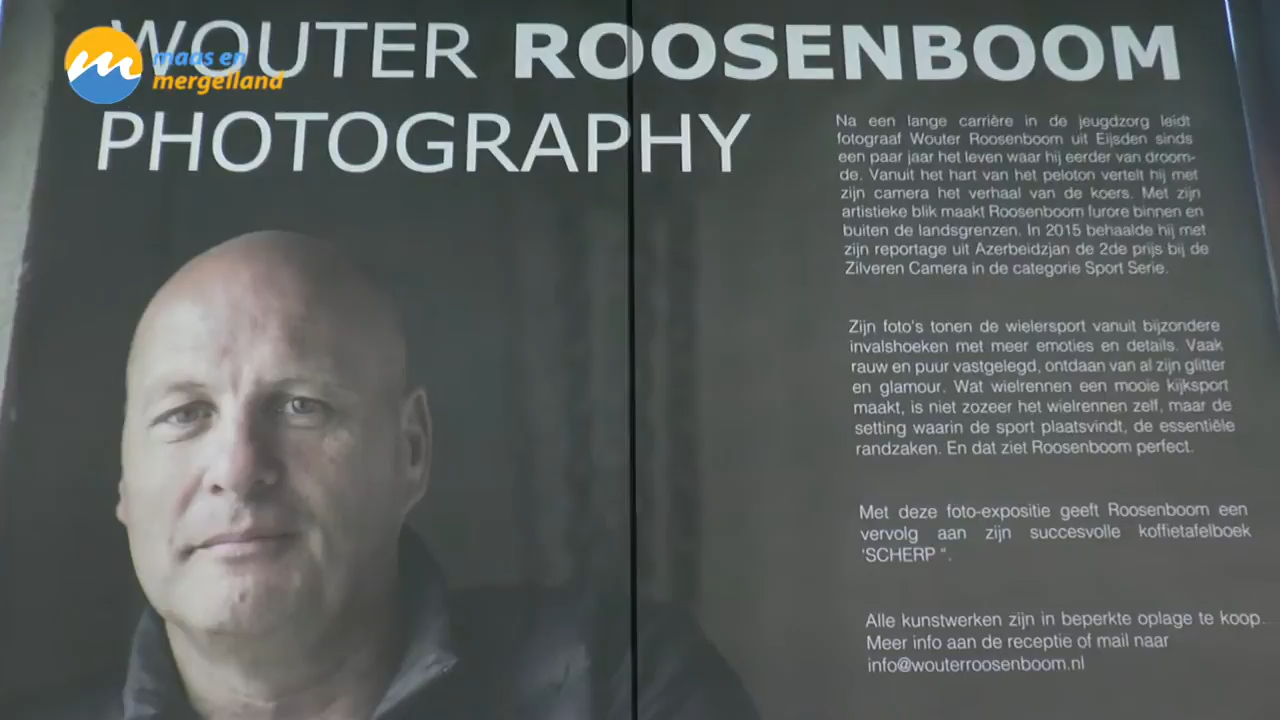 WOUTER ROOSENBOOM
PHOTOGRAPHY
maas en
mergelland
Na een lange carrière in de jeugdzorg leidt
fotograaf Wouter Roosenboom uit Eijsden sinds
een paar jaar het leven waar hij eerder van droom-
de. Vanuit het hart van het peloton vertelt hij met
zijn camera het verhaal van de koers. Met zijn
artistieke blik maakt Roosenboom furore binnen en
buiten de landsgrenzen. In 2015 behaalde hij met
zijn reportage uit Azerbeidzjan de 2de prijs bij de
Zilveren Camera in de categorie Sport Serie.
Zijn foto's tonen de wielersport vanuit bijzondere
invalshoeken met meer emoties en details. Vaak
rauw en puur vastgelegd, ontdaan van al zijn glitter
en glamour. Wat wielrennen een mooie kijksport
maakt, is niet zozeer het wielrennen zelf, maar de
setting waarin de sport plaatsvindt, de essentiële
randzaken. En dat ziet Roosenboom perfect.
Met deze foto-expositie geeft Roosenboom een
vervolg aan zijn succesvolle koffietafelboek
'SCHERP “.
Alle kunstwerken zijn in beperkte oplage te koop.
Meer info aan de receptie of mail naar
info@wouterroosenboom.nl